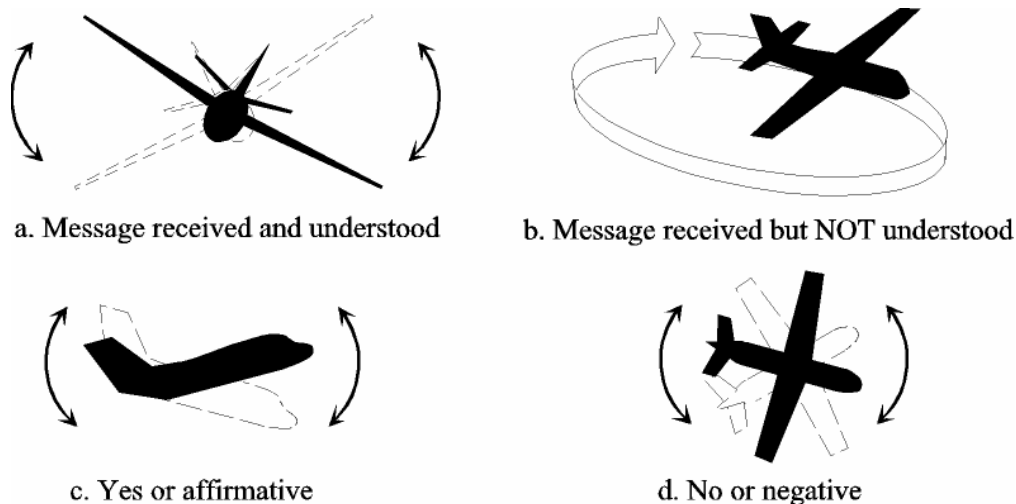 a. Message received and understood
b. Message received but NOT understood
c. Yes or affirmative
d. No or negative